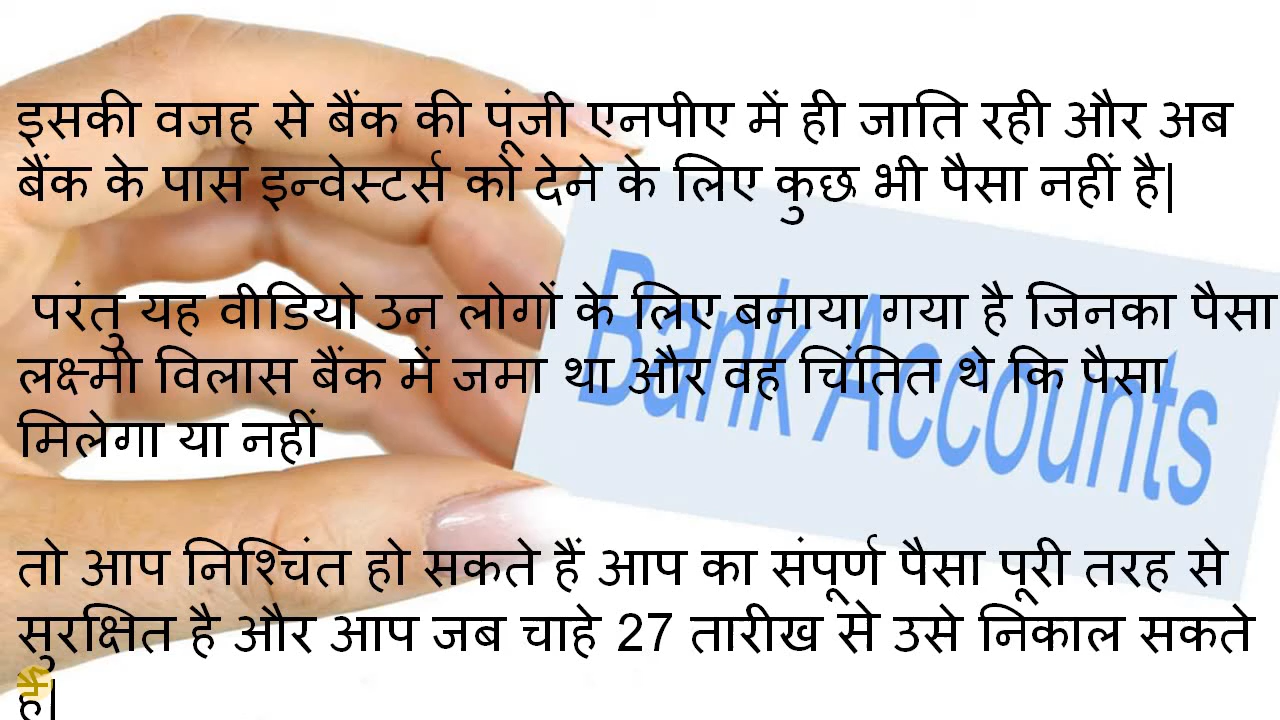 इसकी वजह से बैंक की पूंजी एनपीए में ही जाति रही और अब
बैंक के पास इन्वेस्टर्स को देने के लिए कुछ भी पैसा नहीं है|
परंतु यह वीडियो उन लोगों के लिए बनाया गया है जिनका पैसा
लक्ष्मी विलास बैंक में जमा था और वह चिंतित थे कि पैसा
मिलेगा या नहीं
Bank Accounts
तो आप निश्चिंत हो सकते हैं आप का संपूर्ण पैसा पूरी तरह से
सुरक्षित है और आप जब चाहे 27 तारीख से उसे निकाल सकते
हैं|